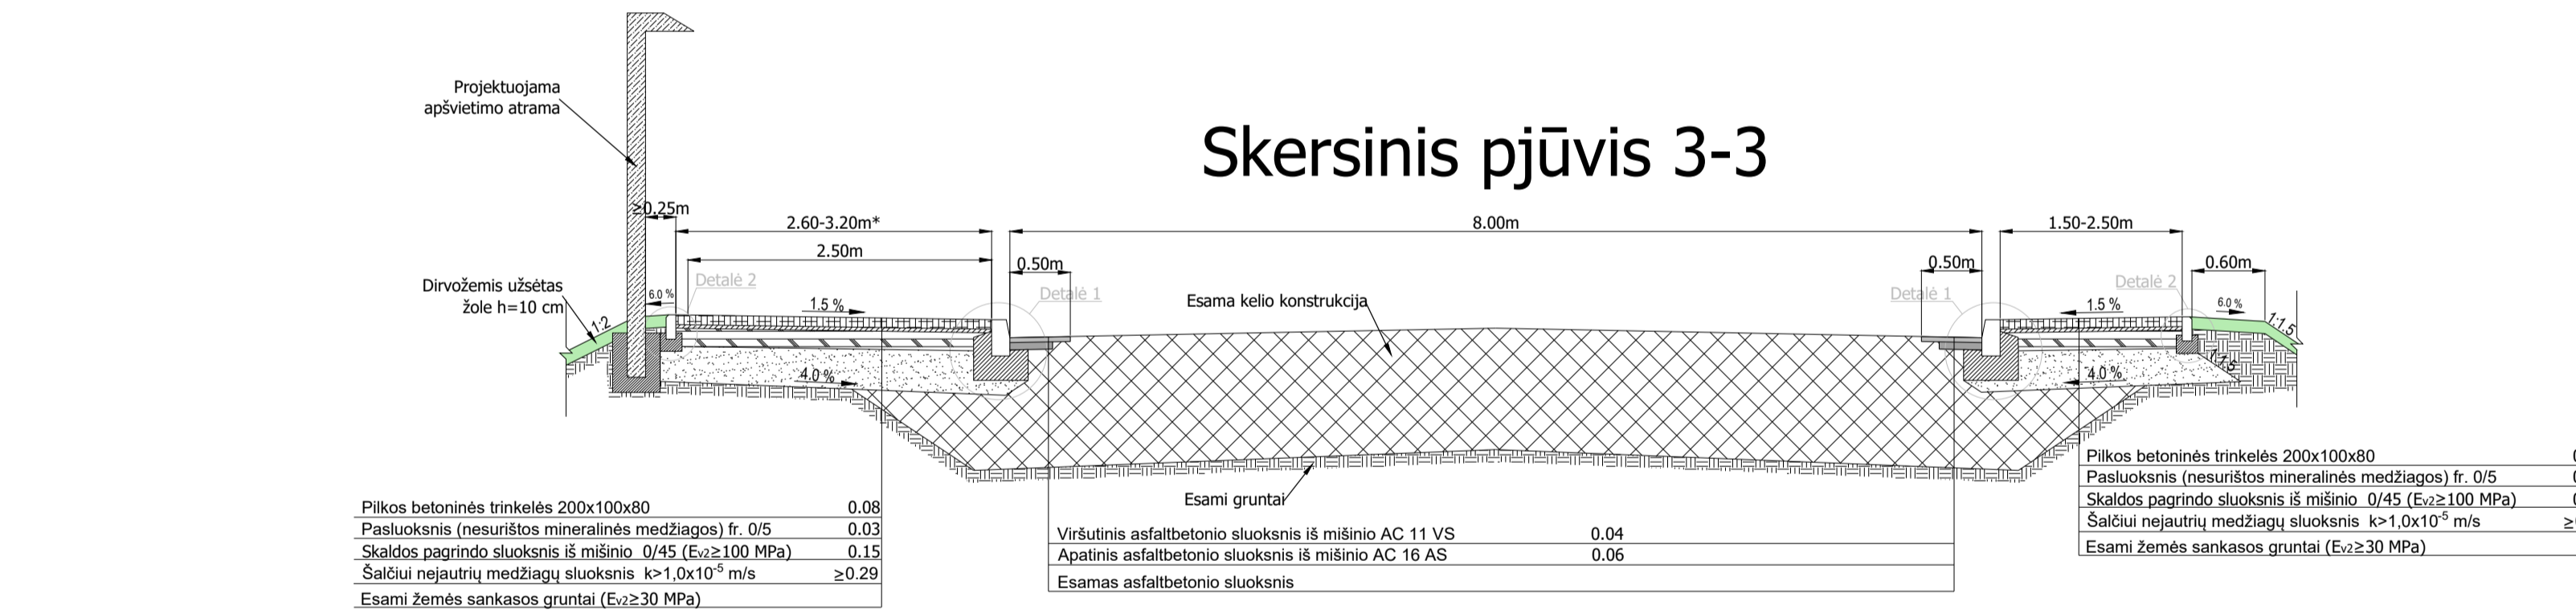 Projektuojama
apšvietimo atrama
Skersinis pjūvis 3-3
≥0.25m
2.60-3.20m*
8.00m
1.50-2.50m
2.50m
0.50m
0.50m
0.60m
Dirvožemis užsėtas
žole h=10 cm
6.0 %
Detalė 2
Detalė 1
Esama kelio konstrukcija
Detalė 1
Detalė 2
6.0 %
1:2
1.5 %
1.5 %
1:1.5
1:1.5
4.0 %
4.0 %
Esami gruntai
Pilkos betoninės trinkelės 200x100x80 0.08
Pasluoksnis (nesurištos mineralinės medžiagos) fr. 0/5 0.03
Skaldos pagrindo sluoksnis iš mišinio 0/45 (Ev2≥100 MPa) 0.15
Šalčiui nejautrių medžiagų sluoksnis k>1,0x10-5 m/s ≥0.29
Esami žemės sankasos gruntai (Ev2≥30 MPa)
Viršutinis asfaltbetonio sluoksnis iš mišinio AC 11 VS 0.04
Apatinis asfaltbetonio sluoksnis iš mišinio AC 16 AS 0.06
Esamas asfaltbetonio sluoksnis
Pilkos betoninės trinkelės 200x100x80
Pasluoksnis (nesurištos mineralinės medžiagos) fr. 0/5
Skaldos pagrindo sluoksnis iš mišinio 0/45 (Ev2≥100 MPa)
Šalčiui nejautrių medžiagų sluoksnis k>1,0x10-5 m/s ≥
Esami žemės sankasos gruntai (Ev2≥30 MPa)